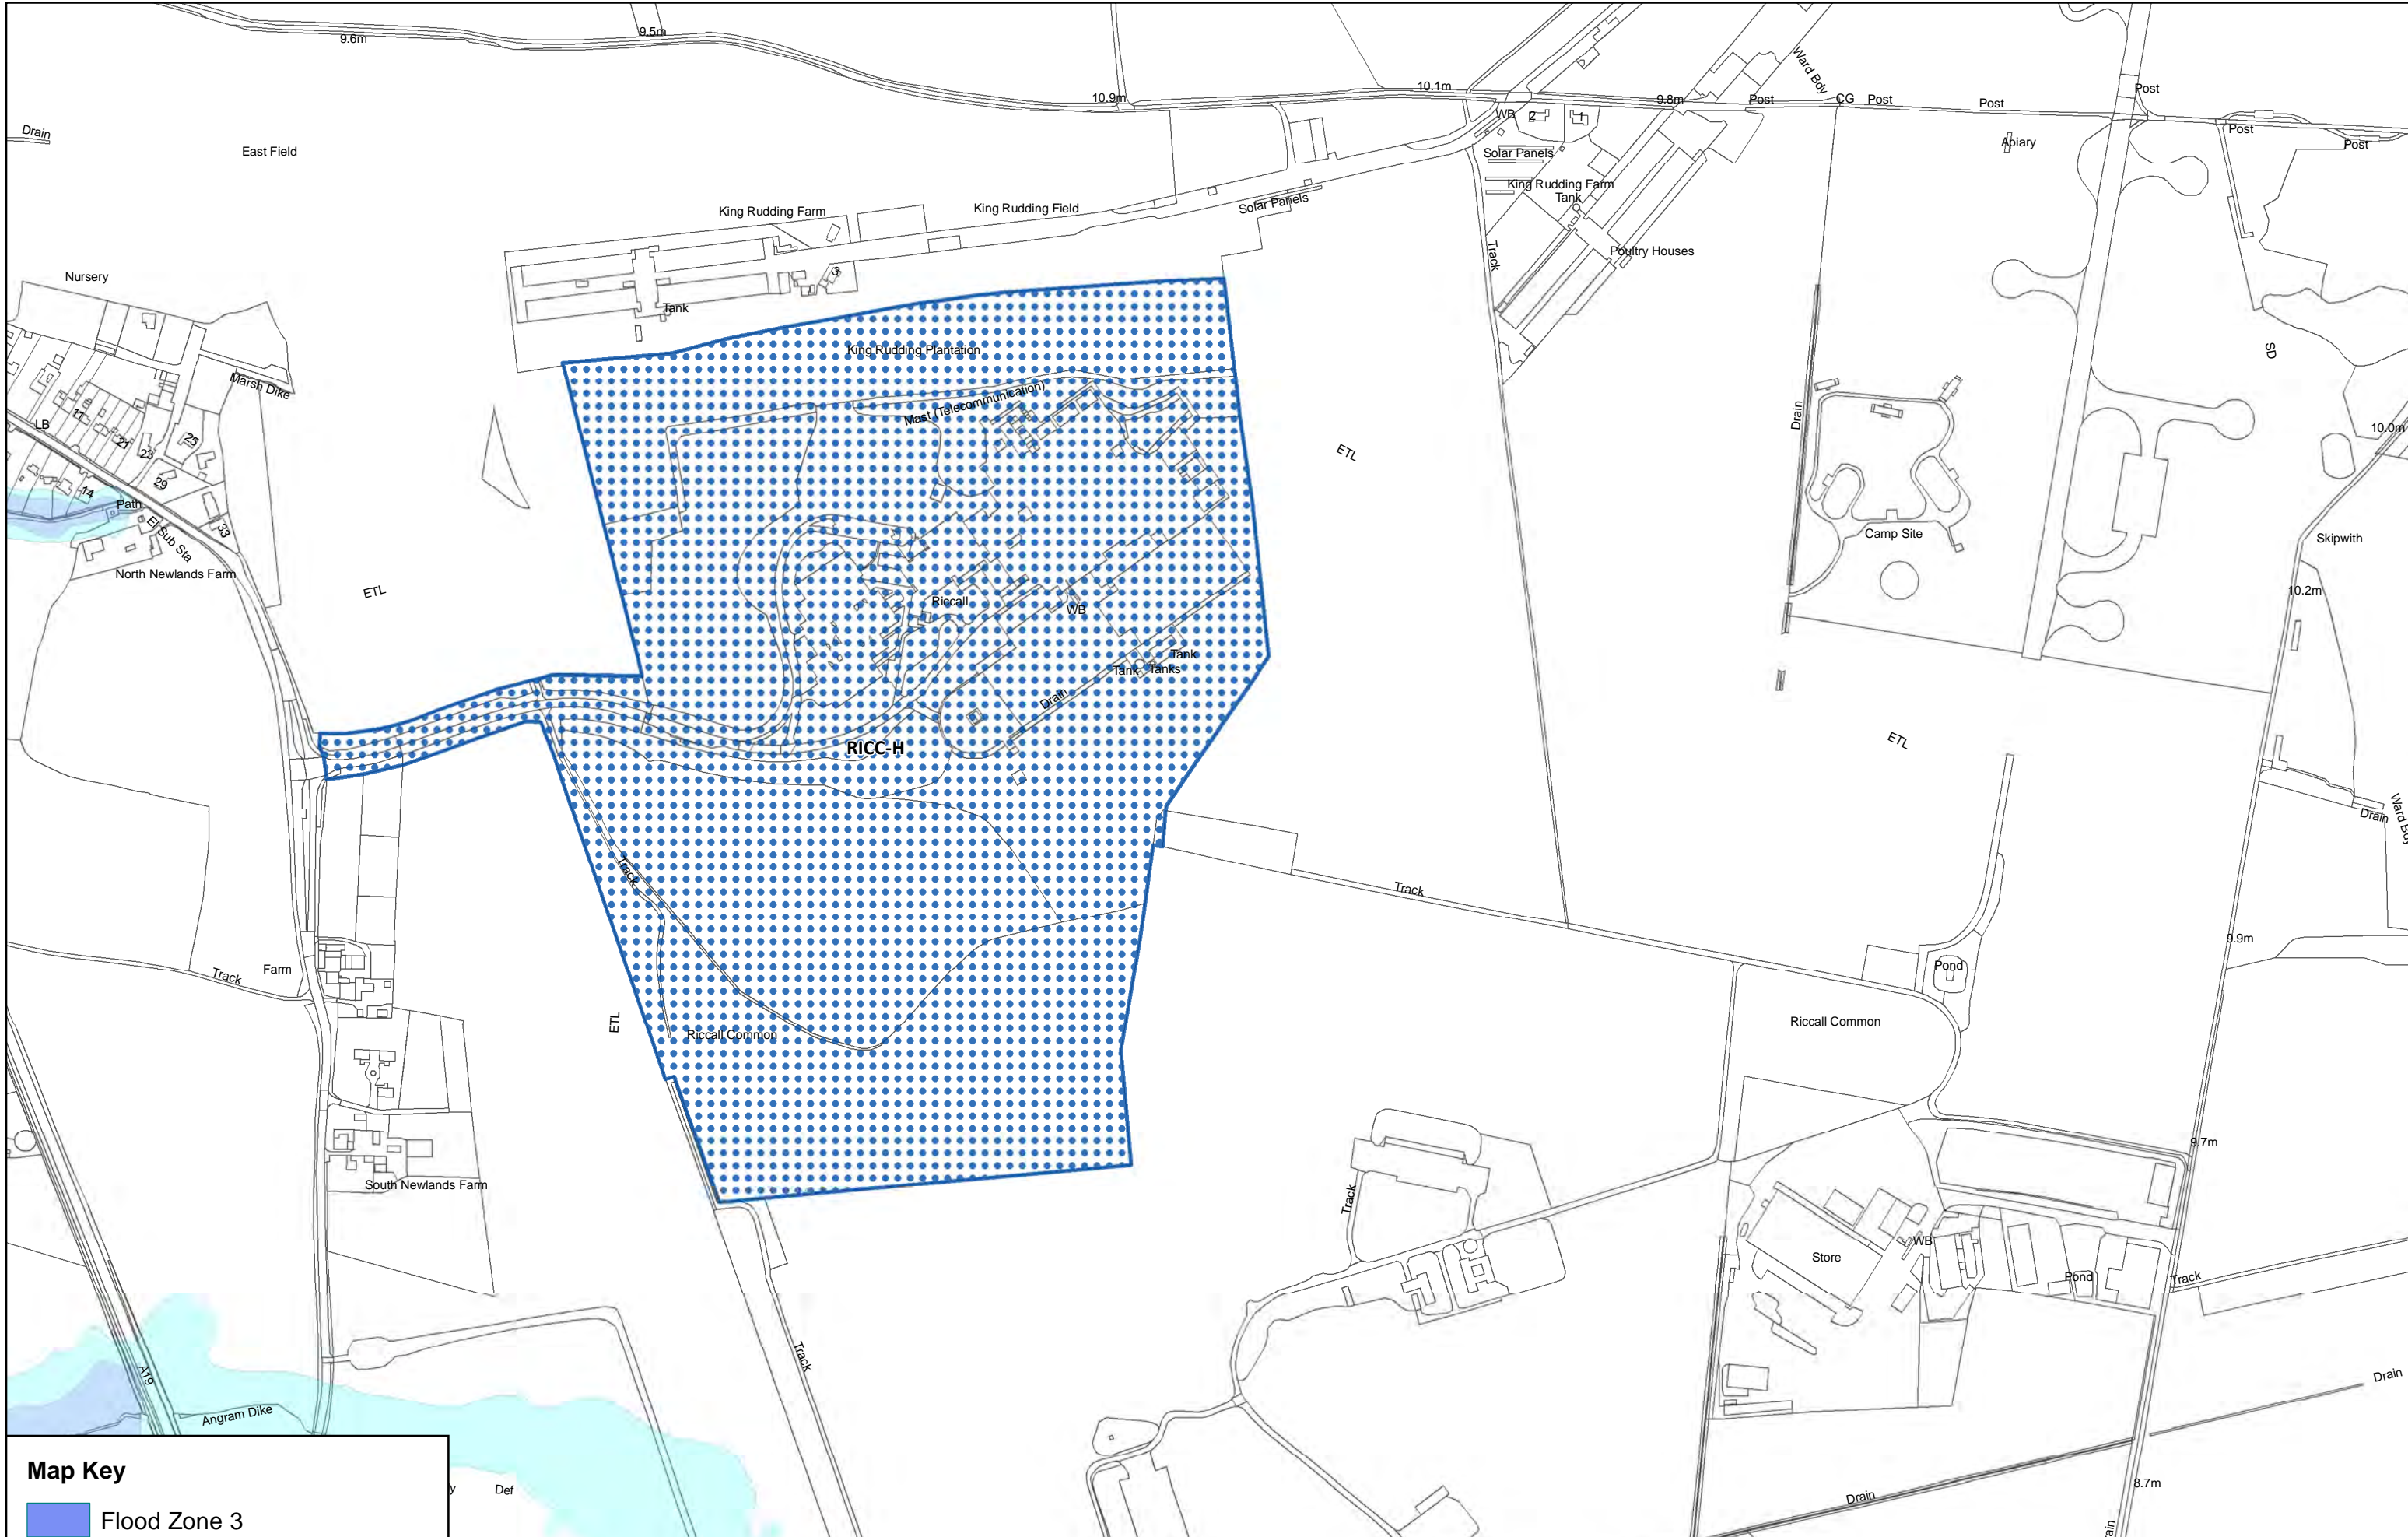 9.6m
9.5m
10.9m
10.1m
9.8m
Ward Bdy
Post
CG
Post
Post
Post
Post
Post
Drain
East Field
WB
2
1
Apiary
Solar Panels
King Rudding Farm
Tank
King Rudding Farm
King Rudding Field
Solar Panels
Track
Poultry Houses
Nursery
3
Tank
King Rudding Plantation
SD
Marsh Dike
Mast (Telecommunication)
11
LB
21
23
25
Drain
10.0m
ETL
29
14
Path
El Sub Sta
33
Camp Site
Skipwith
North Newlands Farm
ETL
Riccall
WB
10.2m
Tank
Tank
Tanks
Drain
RICC-H
ETL
Ward Bdy
Drain
Track
Track
9.9m
Track
Farm
Pond
ETL
Riccall Common
Riccall Common
9.7m
South Newlands Farm
Track
WB
Store
Pond
Track
Track
A19
Drain
Angram Dike
Map Key
y
Def
Drain
8.7m
Flood Zone 3
ain